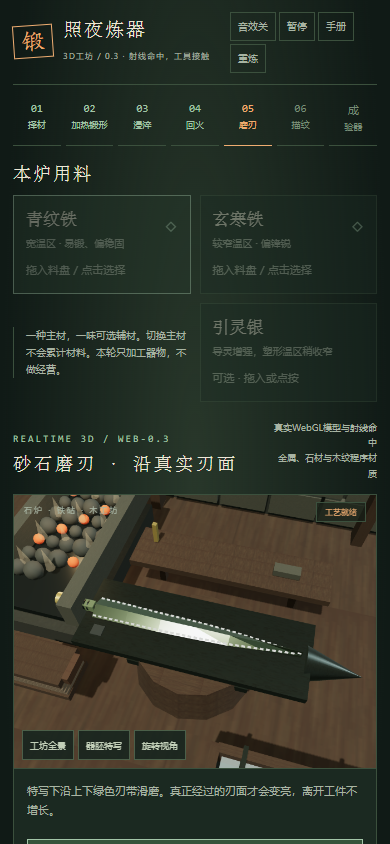 锻
照夜炼器
3D工坊 / 0.3 · 射线命中，工具接触
音效关
暂停
手册
重炼
01
择材
02
加热锻形
03
浸淬
04
回火
05
磨刃
06
描纹
成
验器
本炉用料
青纹铁
宽温区 · 易锻、偏稳固
拖入料盘 / 点击选择
玄寒铁
较窄温区 · 偏锋锐
拖入料盘 / 点击选择
一种主材，一味可选辅材。切换主材
不会累计材料。本轮只加工器物，不
做经营。
引灵银
导灵增强，塑形温区稍收窄
可选 · 拖入或点按
REALTIME 3D / WEB-0.3
砂石磨刃 · 沿真实刃面
真实WebGL模型与射线命
中
金属、石材与木纹程序材
质
工艺就绪
工坊全景
器胚特写
旋转视角
特写下沿上下绿色刃带滑磨。真正经过的刃面才会变亮，离开工件不
增长。